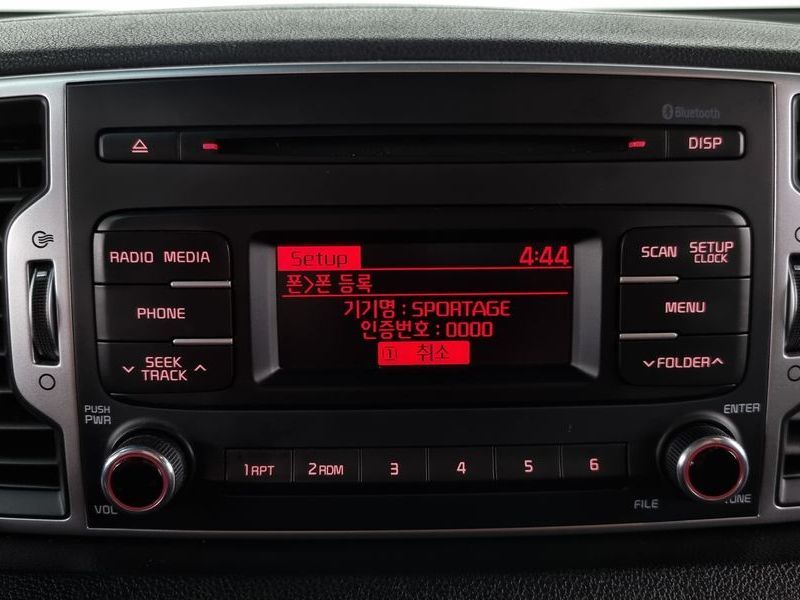 Bluetooth
DISP
RADIO MEDIA
PHONE
SEEK
TRACK
Setup 4:44
폰>폰 등록
기기명 : SPORTAGE
인증번호 : 0000
① 취소
SCAN SETUP
CLOCK
MENU
FOLDER
PUSH
PWR
VOL
1 RPT 2 RDM 3 4 5 6
ENTER
FILE TUNE